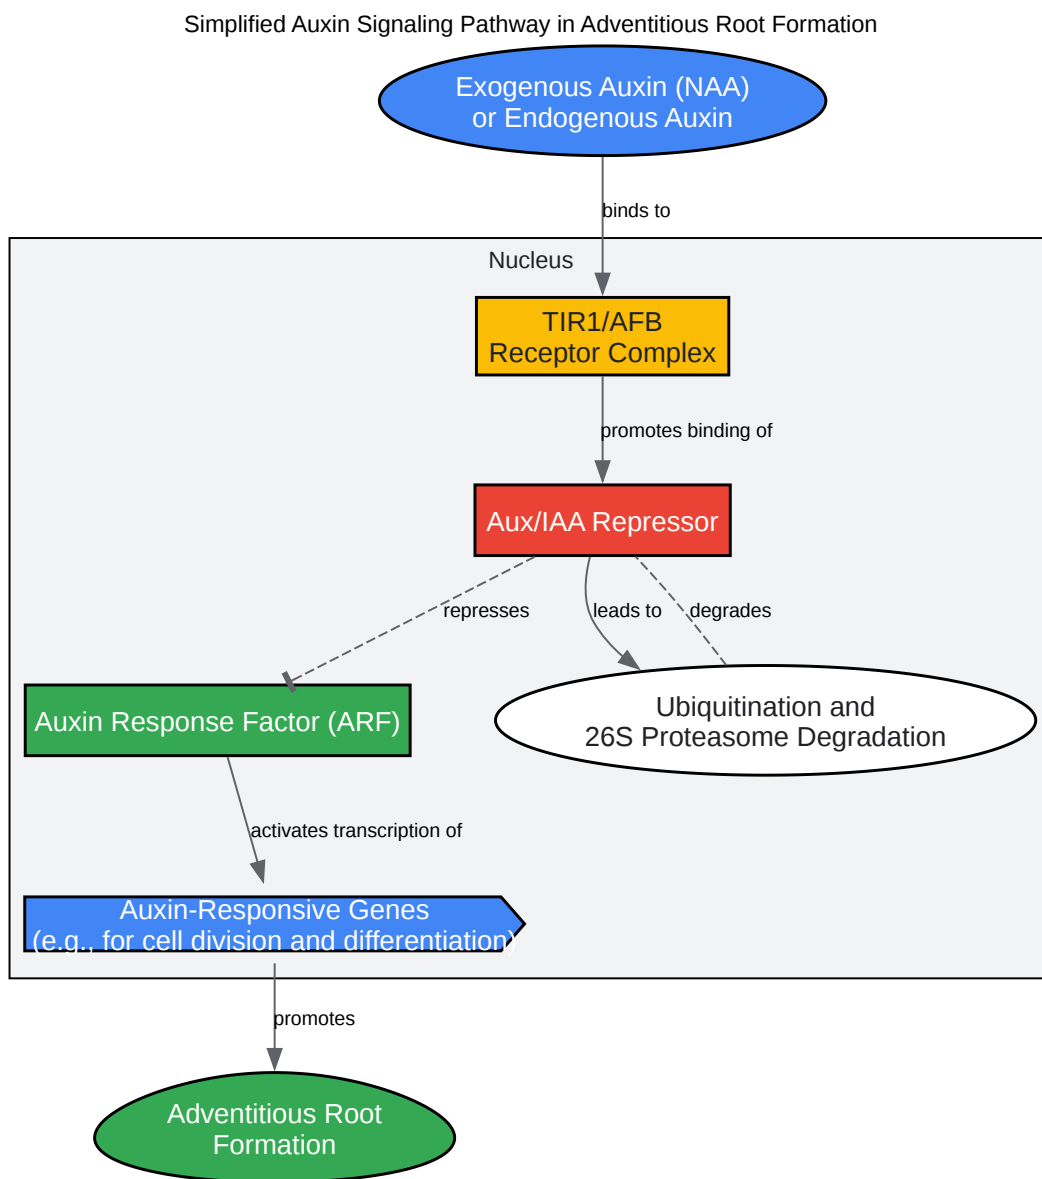 Simplified Auxin Signaling Pathway in Adventitious Root Formation
Exogenous Auxin (NAA)
or Endogenous Auxin
binds to
Nucleus
TIR1/AFB
Receptor Complex
promotes binding of
Aux/IAA Repressor
represses
leads to
degrades
Auxin Response Factor (ARF)
Ubiquitination and
26S Proteasome Degradation
activates transcription of
Auxin-Responsive Genes
(e.g., for cell division and differentiation)
promotes
Adventitious Root
Formation